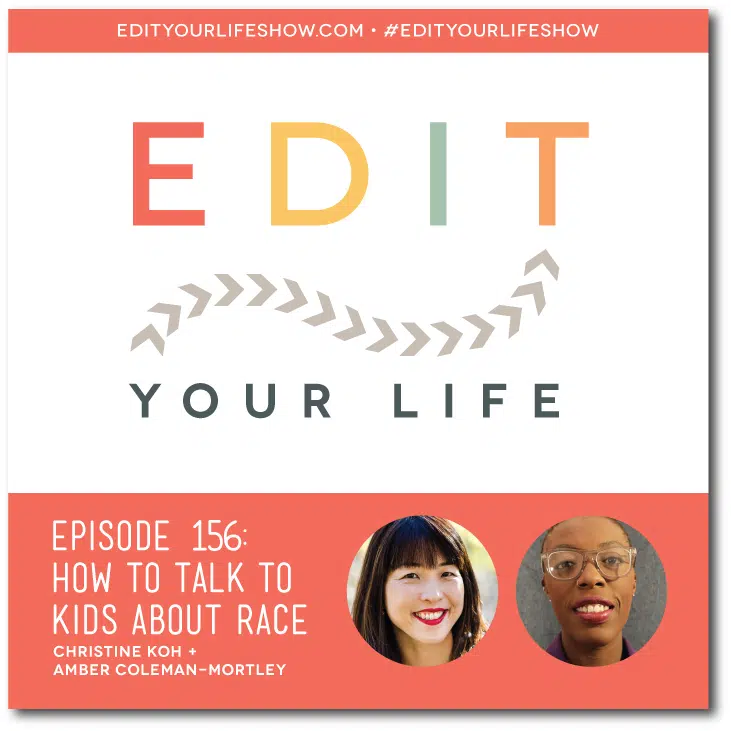 EDITYOURLIFESHOW.COM • #EDITYOURLIFESHOW
EDIT
YOUR LIFE
EPISODE 156:
HOW TO TALK TO
KIDS ABOUT RACE
CHRISTINE KOH +
AMBER COLEMAN-MORTLEY